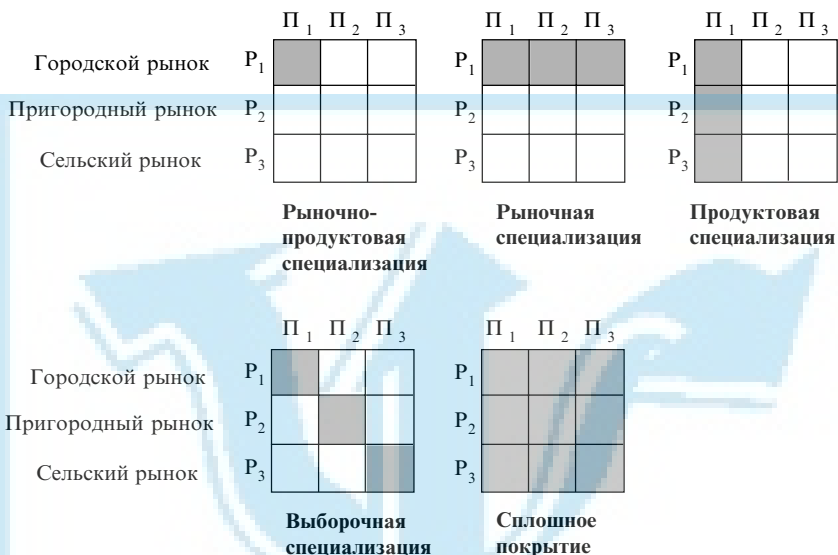 П 1 П 2 П 3 П 1 П 2 П 3 П 1 П 2 П 3
Городской рынок Р1 Р1 Р1
Пригородный рынок Р2 Р2 Р2
Сельский рынок Р3 Р3 Р3
Рыночно-
продуктовая
специализация
Рыночная
специализация
Продуктовая
специализация
П 1 П 2 П 3 П 1 П 2 П 3
Городской рынок Р1 Р1
Пригородный рынок Р2 Р2
Сельский рынок Р3 Р3
Выборочная
специализация
Сплошное
покрытие